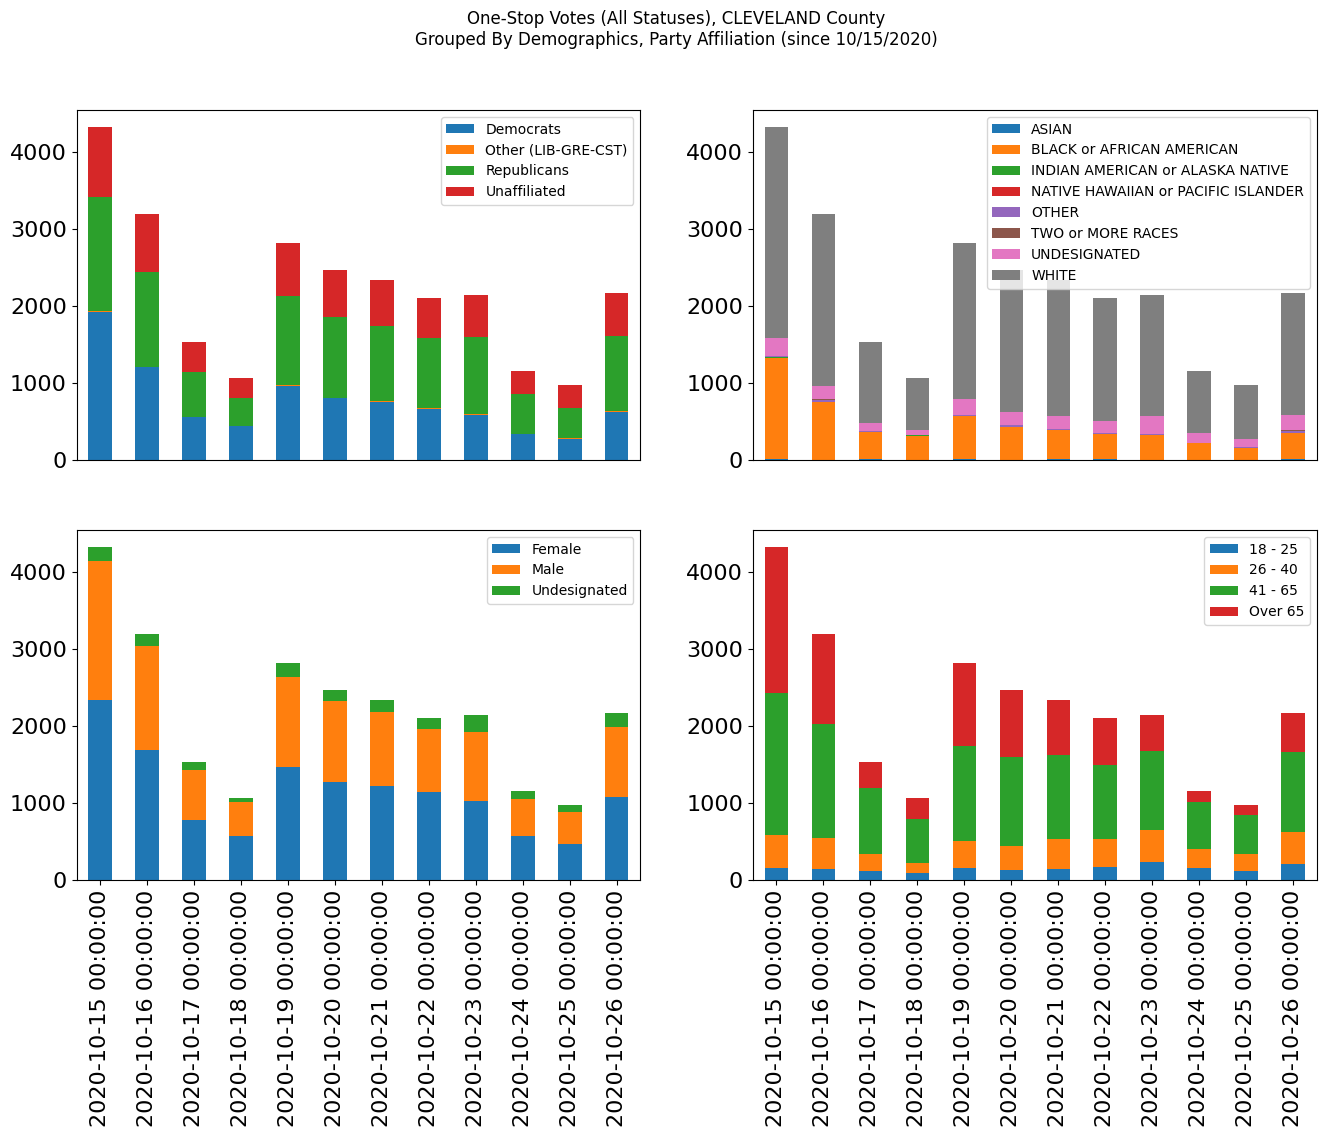 One-Stop Votes (All Statuses), CLEVELAND County
Grouped By Demographics, Party Affiliation (since 10/15/2020)
4000
3000
2000
1000
0
Democrats
Other (LIB-GRE-CST)
Republicans
Unaffiliated
4000
3000
2000
1000
0
ASIAN
BLACK or AFRICAN AMERICAN
INDIAN AMERICAN or ALASKA NATIVE
NATIVE HAWAIIAN or PACIFIC ISLANDER
OTHER
TWO or MORE RACES
UNDESIGNATED
WHITE
4000
3000
2000
1000
0
Female
Male
Undesignated
2020-10-15 00:00:00
2020-10-16 00:00:00
2020-10-17 00:00:00
2020-10-18 00:00:00
2020-10-19 00:00:00
2020-10-20 00:00:00
2020-10-21 00:00:00
2020-10-22 00:00:00
2020-10-23 00:00:00
2020-10-24 00:00:00
2020-10-25 00:00:00
2020-10-26 00:00:00
4000
3000
2000
1000
0
18 - 25
26 - 40
41 - 65
Over 65
2020-10-15 00:00:00
2020-10-16 00:00:00
2020-10-17 00:00:00
2020-10-18 00:00:00
2020-10-19 00:00:00
2020-10-20 00:00:00
2020-10-21 00:00:00
2020-10-22 00:00:00
2020-10-23 00:00:00
2020-10-24 00:00:00
2020-10-25 00:00:00
2020-10-26 00:00:00